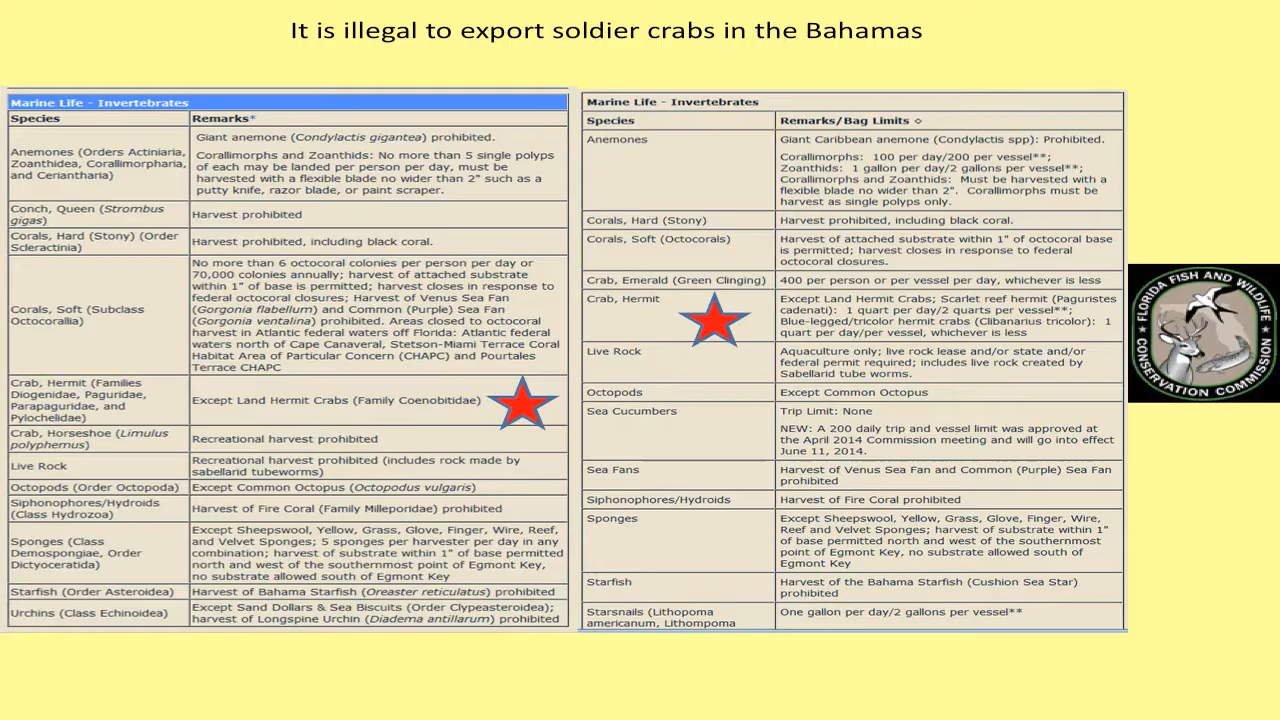 It is illegal to export soldier crabs in the Bahamas
Marine Life - Invertebrates
Species Remarks*
Anemones (Orders Actiniaria,
Zoanthidea, Corallimorpharia,
and Ceriantharia)
Giant anemone (Condylactis gigantea) prohibited.
Corallimorphs and Zoanthids: No more than 5 single polyps
of each may be landed per person per day, must be
harvested with a flexible blade no wider than 2" such as a
putty knife, razor blade, or paint scraper.
Conch, Queen (Strombus
gigas)
Harvest prohibited
Corals, Hard (Stony) (Order
Scleractinia)
Harvest prohibited, including black coral.
Corals, Soft (Subclass
Octocorallia)
No more than 6 octocoral colonies per person per day or
70,000 colonies annually; harvest of attached substrate
within 1" of base is permitted; harvest closes in response to
federal octocoral closures; Harvest of Venus Sea Fan
(Gorgonia flabellum) and Common (Purple) Sea Fan
(Gorgonia ventalina) prohibited. Areas closed to octocoral
harvest in Atlantic federal waters off Florida: Atlantic federal
waters north of Cape Canaveral, Stetson-Miami Terrace Coral
Habitat Area of Particular Concern (CHAPC) and Pourtales
Terrace CHAPC
Crab, Hermit (Families
Diogenidae, Paguridae,
Parapaguridae, and
Pylochelidae)
Except Land Hermit Crabs (Family Coenobitidae)
Crab, Horseshoe (Limulus
polyphemus)
Recreational harvest prohibited
Live Rock
Recreational harvest prohibited (includes rock made by
sabellarid tubeworms)
Octopods (Order Octopoda) Except Common Octopus (Octopodus vulgaris)
Siphonophores/Hydroids
(Class Hydrozoa)
Harvest of Fire Coral (Family Milleporidae) prohibited
Sponges (Class
Demospongiae, Order
Dictyoceratida)
Except Sheepswool, Yellow, Grass, Glove, Finger, Wire, Reef,
and Velvet Sponges; 5 sponges per harvester per day in any
combination; harvest of substrate within 1" of base permitted
north and west of the southernmost point of Egmont Key,
no substrate allowed south of Egmont Key
Starfish (Order Asteroidea) Harvest of Bahama Starfish (Oreaster reticulatus) prohibited
Urchins (Class Echinoidea)
Except Sand Dollars & Sea Biscuits (Order Clypeasteroidea);
harvest of Longspine Urchin (Diadema antillarum) prohibited
Marine Life - Invertebrates
Species Remarks/Bag Limits ◇
Anemones
Giant Caribbean anemone (Condylactis spp): Prohibited.
Corallimorphs: 100 per day/200 per vessel**;
Zoanthids: 1 gallon per day/2 gallons per vessel**;
Corallimorphs and Zoanthids: Must be harvested with a
flexible blade no wider than 2". Corallimorphs must be
harvest as single polyps only.
Corals, Hard (Stony) Harvest prohibited, including black coral.
Corals, Soft (Octocorals)
Harvest of attached substrate within 1" of octocoral base
is permitted; harvest closes in response to federal
octocoral closures.
Crab, Emerald (Green Clinging) 400 per person or per vessel per day, whichever is less
Crab, Hermit
Except Land Hermit Crabs; Scarlet reef hermit (Paguristes
cadenati): 1 quart per day/2 quarts per vessel**;
Blue-legged/tricolor hermit crabs (Clibanarius tricolor): 1
quart per day/per vessel, whichever is less
Live Rock
Aquaculture only; live rock lease and/or state and/or
federal permit required; includes live rock created by
Sabellarid tube worms.
Octopods Except Common Octopus
Sea Cucumbers
Trip Limit: None
NEW: A 200 daily trip and vessel limit was approved at
the April 2014 Commission meeting and will go into effect
June 11, 2014.
Sea Fans
Harvest of Venus Sea Fan and Common (Purple) Sea Fan
prohibited
Siphonophores/Hydroids Harvest of Fire Coral prohibited
Sponges
Except Sheepswool, Yellow, Grass, Glove, Finger, Wire,
Reef and Velvet Sponges; harvest of substrate within 1"
of base permitted north and west of the southernmost
point of Egmont Key, no substrate allowed south of
Egmont Key
Starfish
Harvest of the Bahama Starfish (Cushion Sea Star)
prohibited
Starsnails (Lithopoma
americanum, Lithompoma
One gallon per day/2 gallons per vessel**
FLORIDA FISH AND WILDLIFE
CONSERVATION COMMISSION